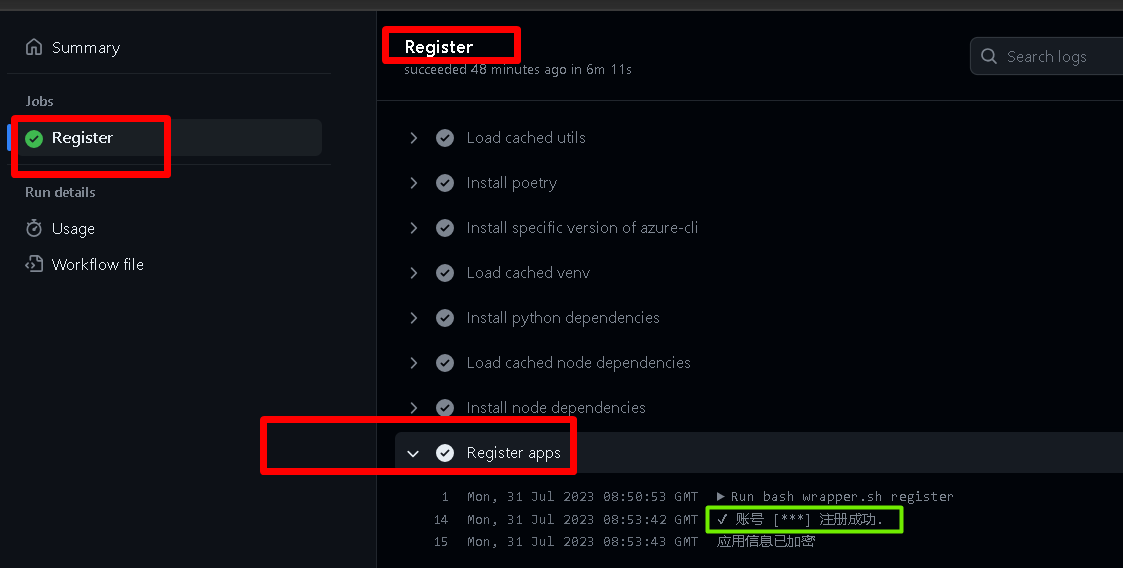 Summary
Jobs
Register
Run details
Usage
Workflow file
Register
succeeded 48 minutes ago in 6m 11s
Search logs
Load cached utils
Install poetry
Install specific version of azure-cli
Load cached venv
Install python dependencies
Load cached node dependencies
Install node dependencies
Register apps
1 Mon, 31 Jul 2023 08:50:53 GMT ▶ Run bash wrapper.sh register
14 Mon, 31 Jul 2023 08:53:42 GMT ✓ 账号 [***] 注册成功.
15 Mon, 31 Jul 2023 08:53:43 GMT 应用信息已加密